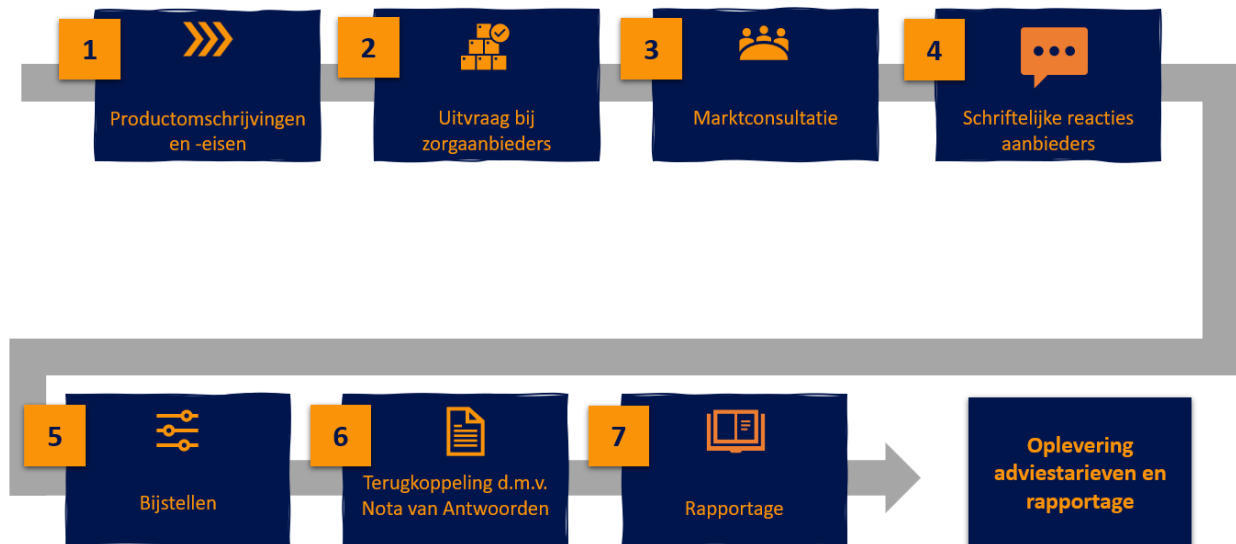 1
Productomschrijvingen
en -eisen
2
Uitvraag bij
zorgaanbieders
3
Marktconsultatie
4
Schriftelijke reacties
aanbieders
5
Bijstellen
6
Terugkoppeling d.m.v.
Nota van Antwoorden
7
Rapportage
Oplevering
adviestarieven en
rapportage